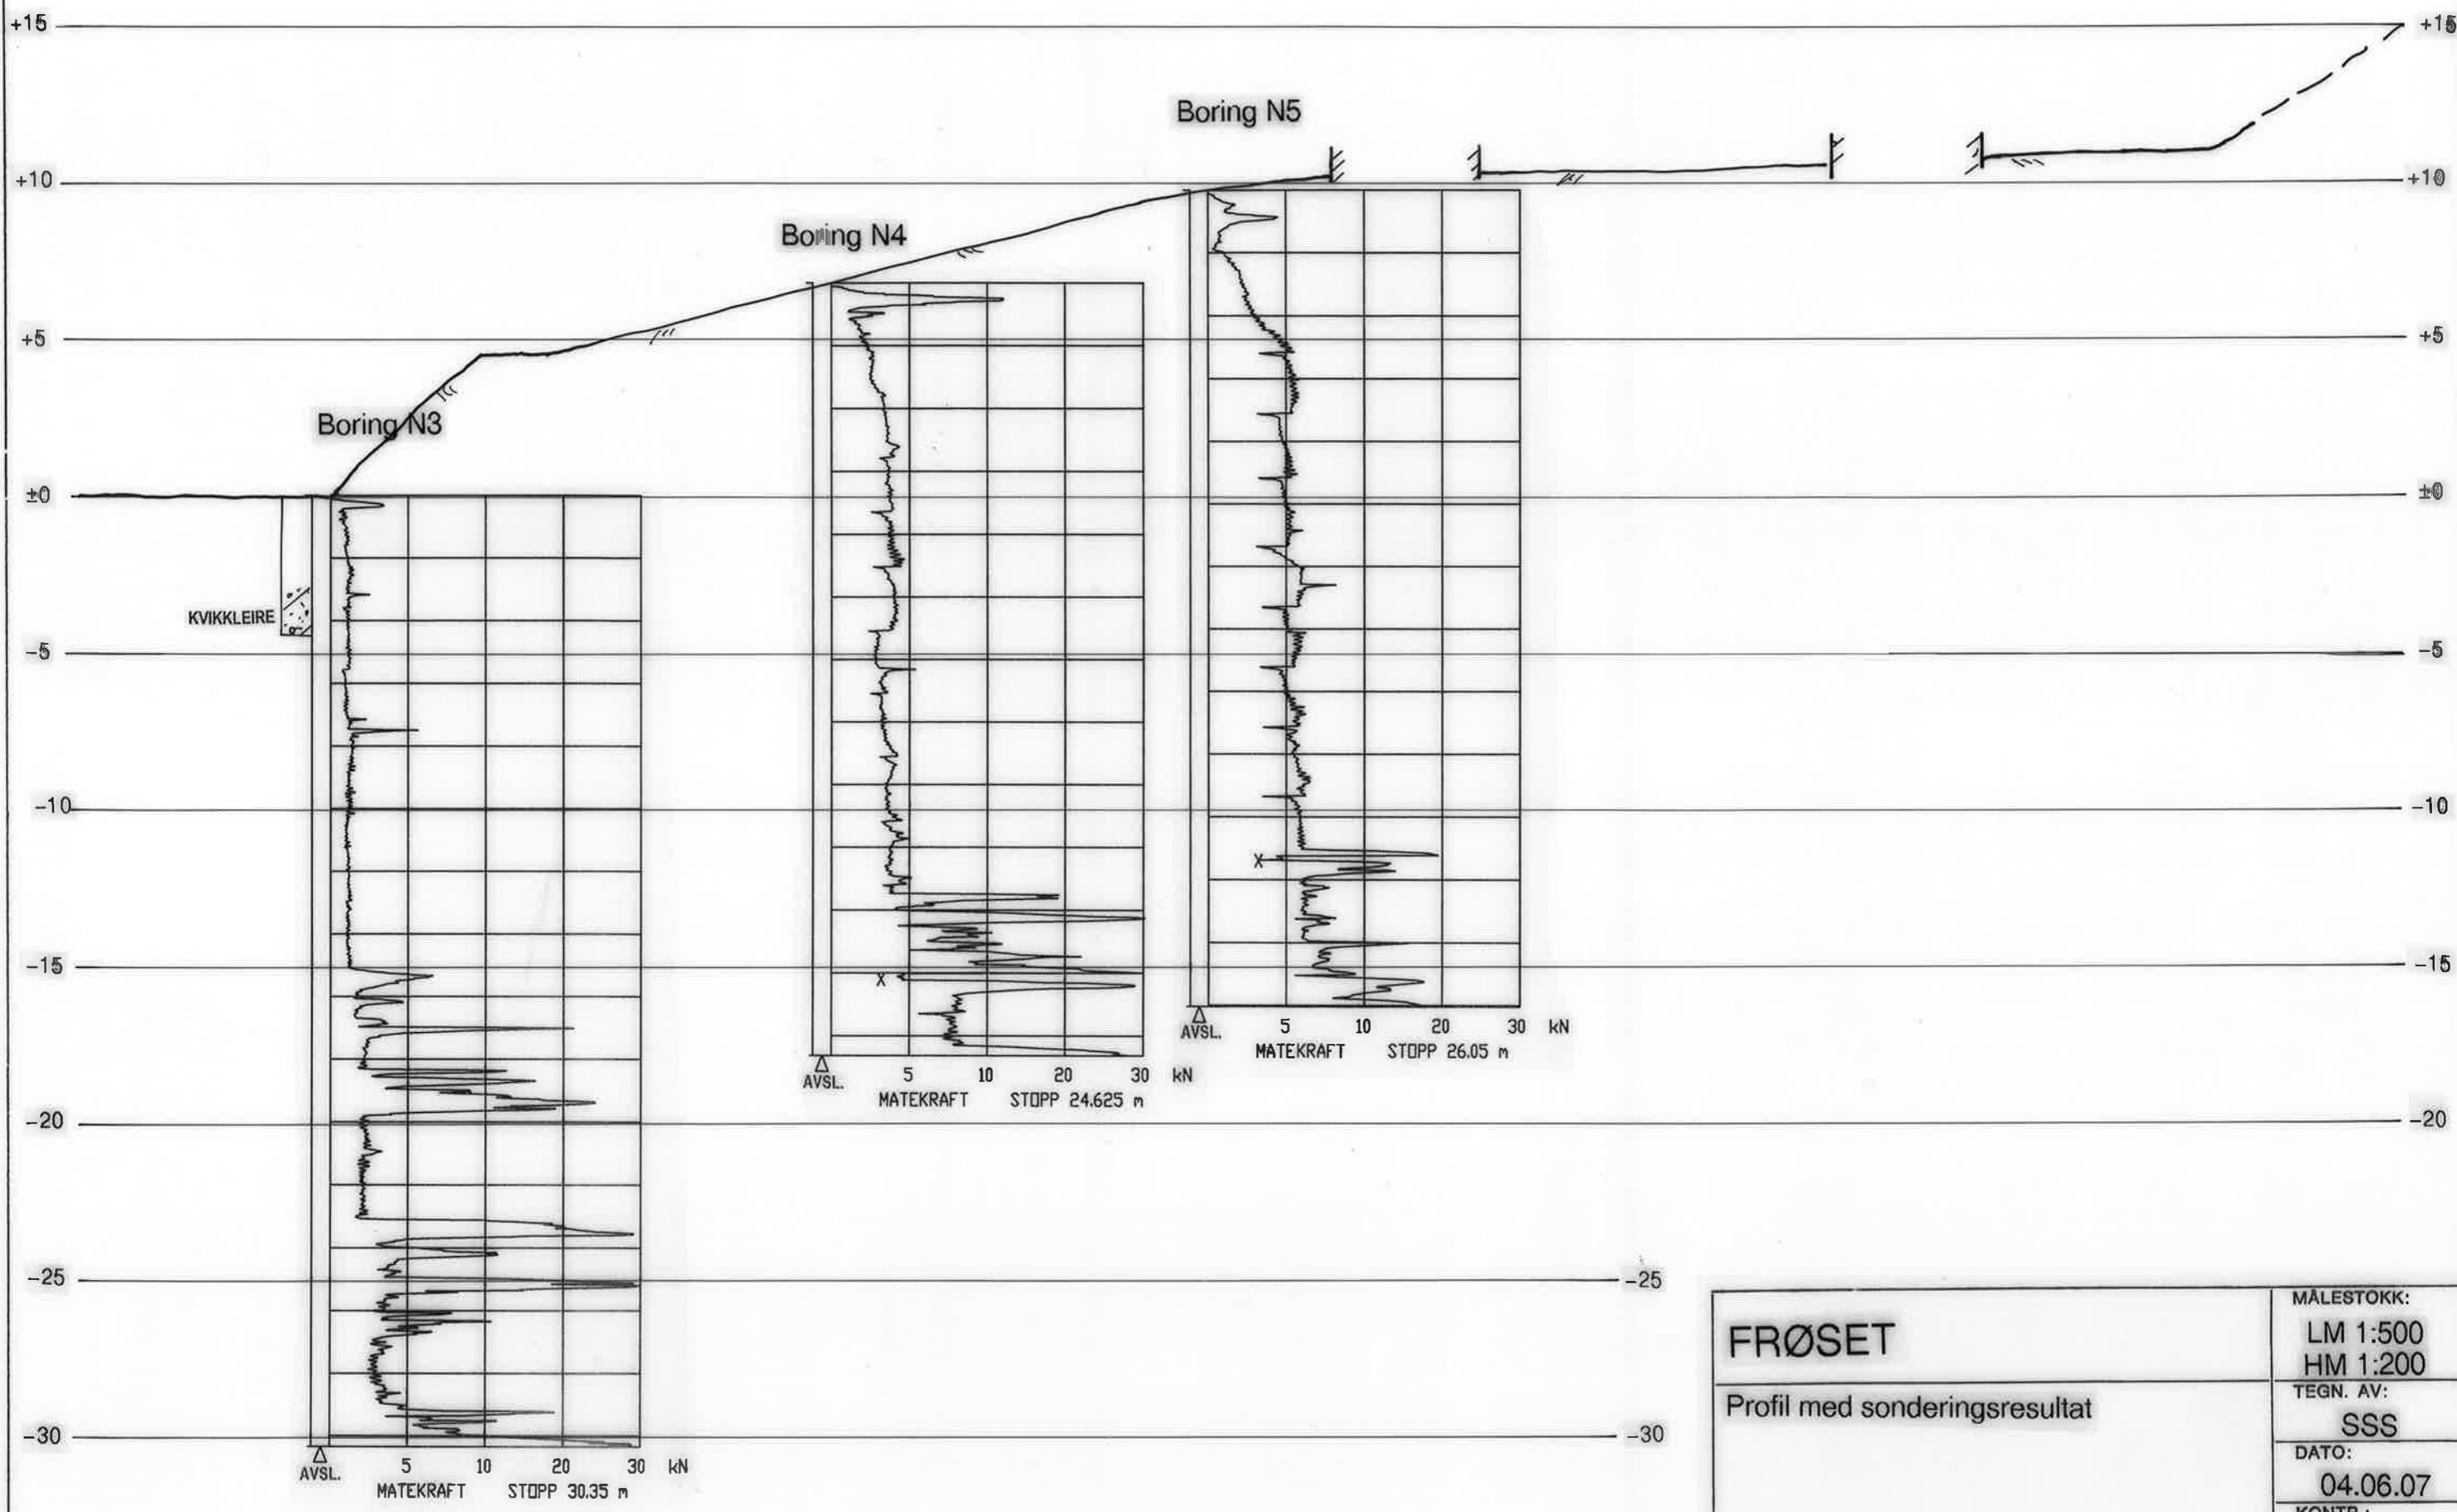 +15
+15
Boring N5
+10
+10
Boring N4
+5
+5
Boring N3
±0
±0
KVIKKLEIRE
-5
-5
-10
-10
X
-15
-15
X
AVSL. 5 10 20 30 kN
MATEKRAFT STOPP 26.05 m
AVSL. 5 10 20 30 kN
MATEKRAFT STOPP 24.625 m
-20
-20
-25
-25
-30
-30
AVSL. 5 10 20 30 kN
MATEKRAFT STOPP 30.35 m
FRØSET
Profil med sonderingsresultat
MÅLESTOKK:
LM 1:500
HM 1:200
TEGN. AV:
SSS
DATO:
04.06.07